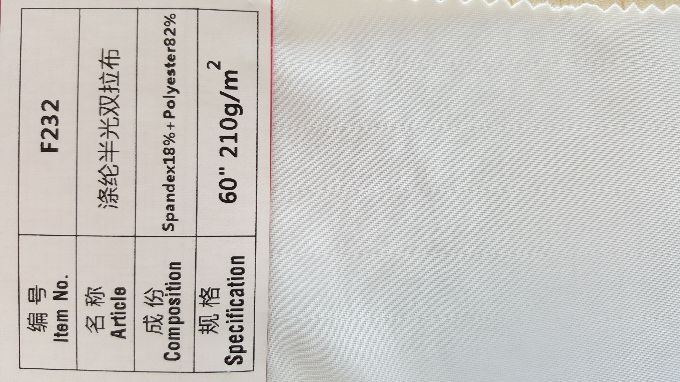 编号 F232
Item No.
名称 涤纶半光双拉布
Article
成份 Spandex18%+Polyester82%
Composition
规格 60" 210g/m²
Specification